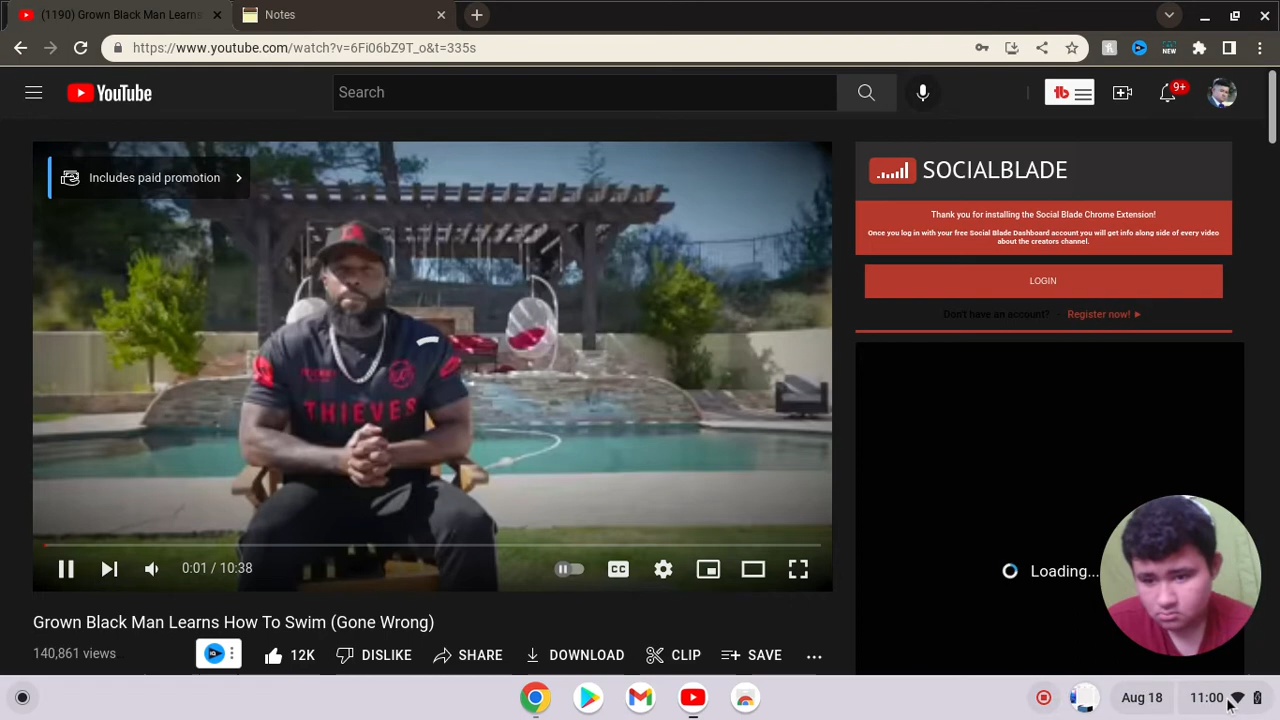 (1190) Grown Black Man Learns
Notes
https://www.youtube.com/watch?v=6Fi06bZ9T_o&t=335s
NEW
YouTube
Search
tb
9+
Includes paid promotion
SOCIALBLADE
Thank you for installing the Social Blade Chrome Extension!
Once you log in with your free Social Blade Dashboard account you will get info along side of every video
about the creators channel.
LOGIN
Don't have an account?
Register now!
THIEVES
0:01 / 10:38
CC
Loading...
Grown Black Man Learns How To Swim (Gone Wrong)
140,861 views
IQ
12K
DISLIKE
SHARE
DOWNLOAD
CLIP
SAVE
Aug 18
11:00